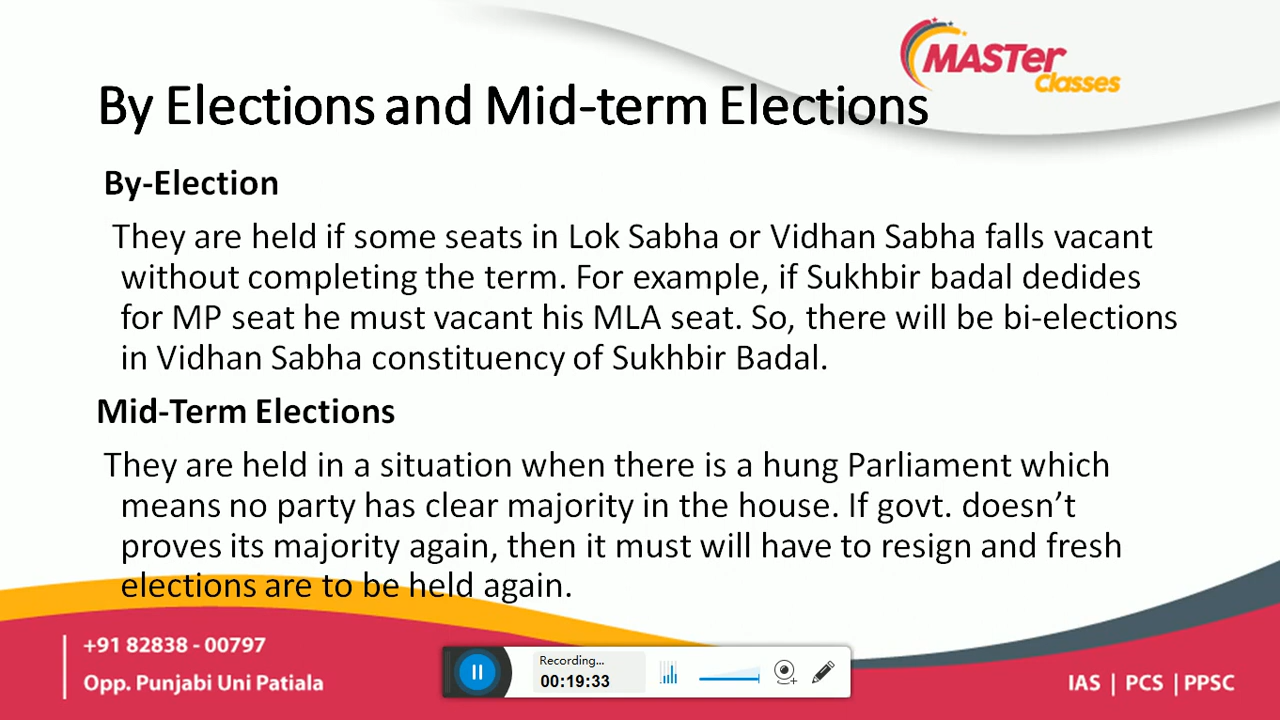 MASTer
Classes
By Elections and Mid-term Elections
By-Election
They are held if some seats in Lok Sabha or Vidhan Sabha falls vacant
without completing the term. For example, if Sukhbir badal dedides
for MP seat he must vacant his MLA seat. So, there will be bi-elections
in Vidhan Sabha constituency of Sukhbir Badal.
Mid-Term Elections
They are held in a situation when there is a hung Parliament which
means no party has clear majority in the house. If govt. doesn’t
proves its majority again, then it must will have to resign and fresh
elections are to be held again.
+91 82838 - 00797
Opp. Punjabi Uni Patiala
Recording...
00:19:33
IAS | PCS | PPSC